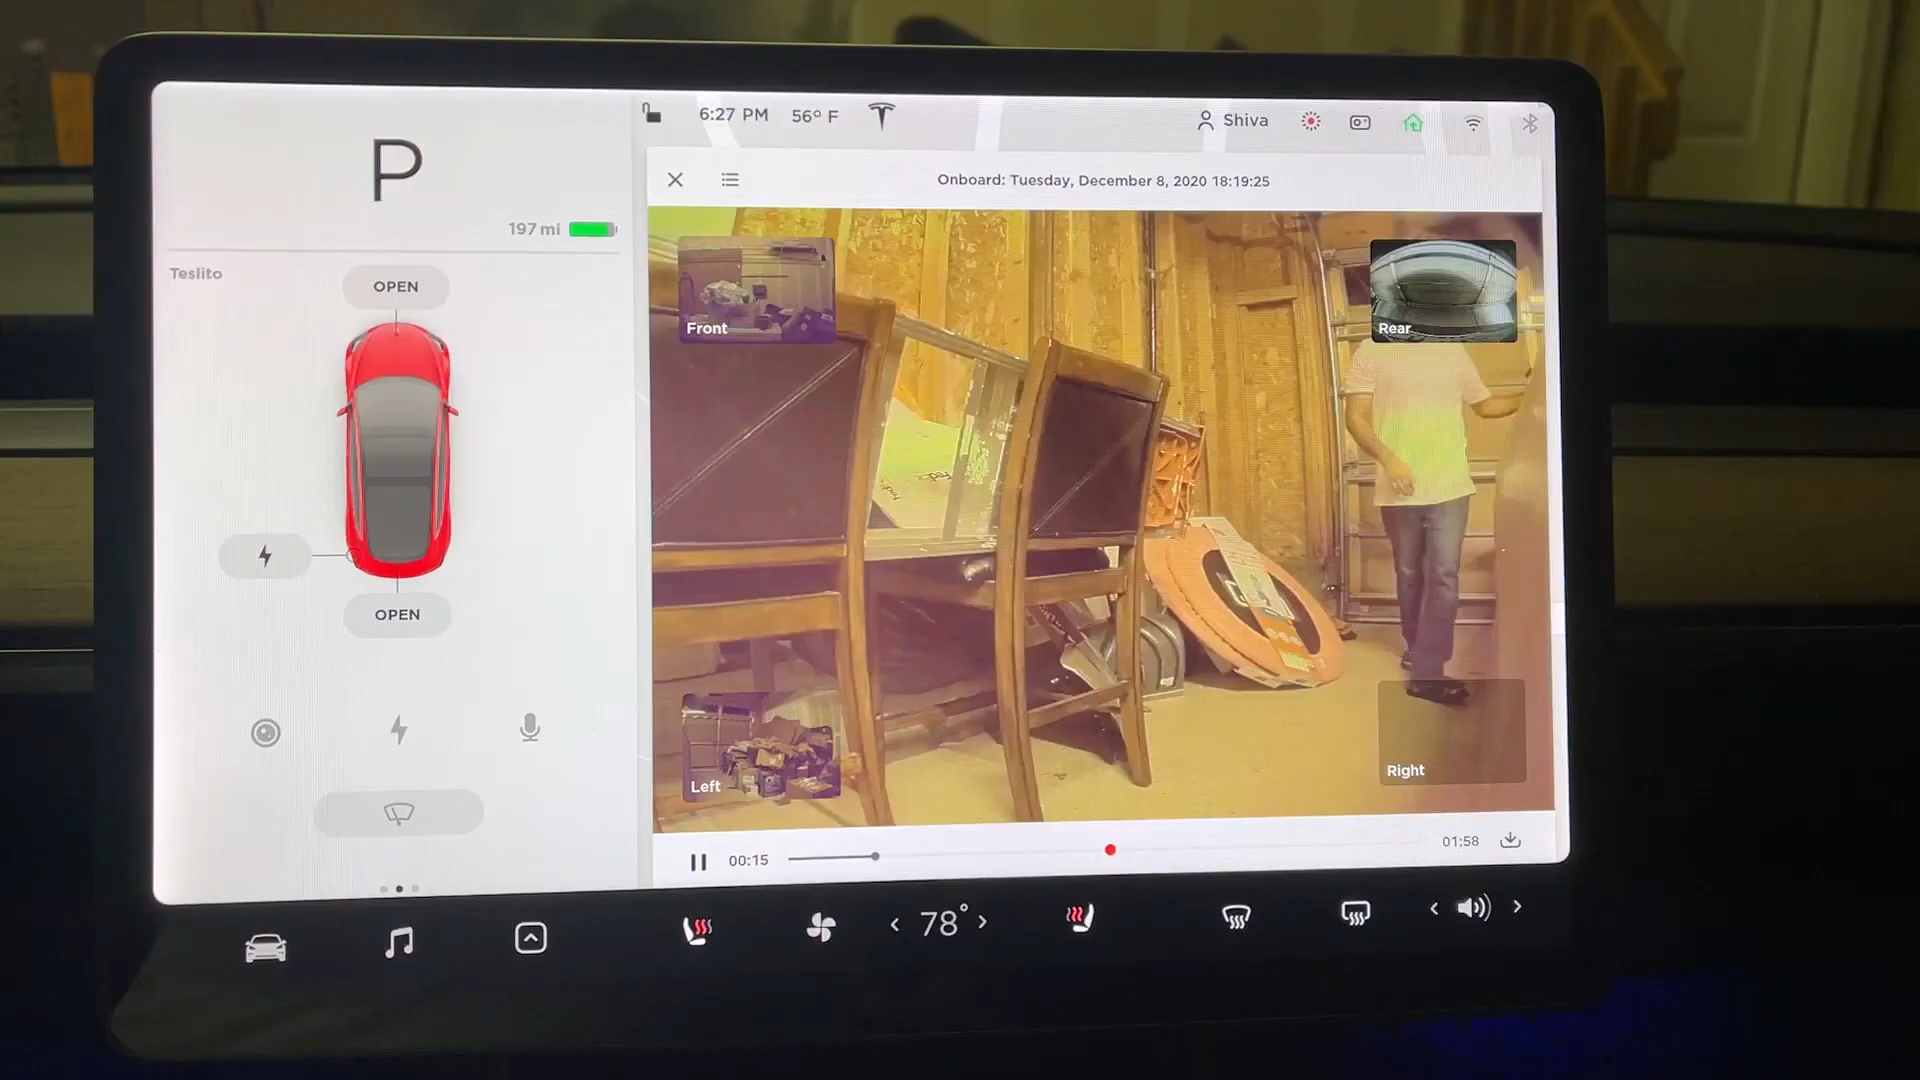 P
197 mi
Teslito
OPEN
OPEN
6:27 PM 56° F
Shiva
Onboard: Tuesday, December 8, 2020 18:19:25
Front
Rear
Left
Right
00:15
01:58
< 78° >
< >